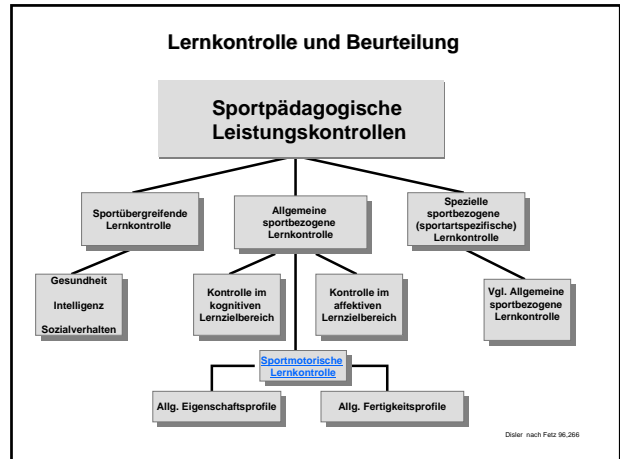 Lernkontrolle und Beurteilung
Sportpädagogische
Leistungskontrollen
Sportübergreifende
Lernkontrolle
Allgemeine
sportbezogene
Lernkontrolle
Spezielle
sportbezogene
(sportartspezifische)
Lernkontrolle
Gesundheit
Intelligenz
Sozialverhalten
Kontrolle im
kognitiven
Lernzielbereich
Kontrolle im
affektiven
Lernzielbereich
Vgl. Allgemeine
sportbezogene
Lernkontrolle
Sportmotorische
Lernkontrolle
Allg. Eigenschaftsprofile
Allg. Fertigkeitsprofile
Disler nach Fetz 96,266